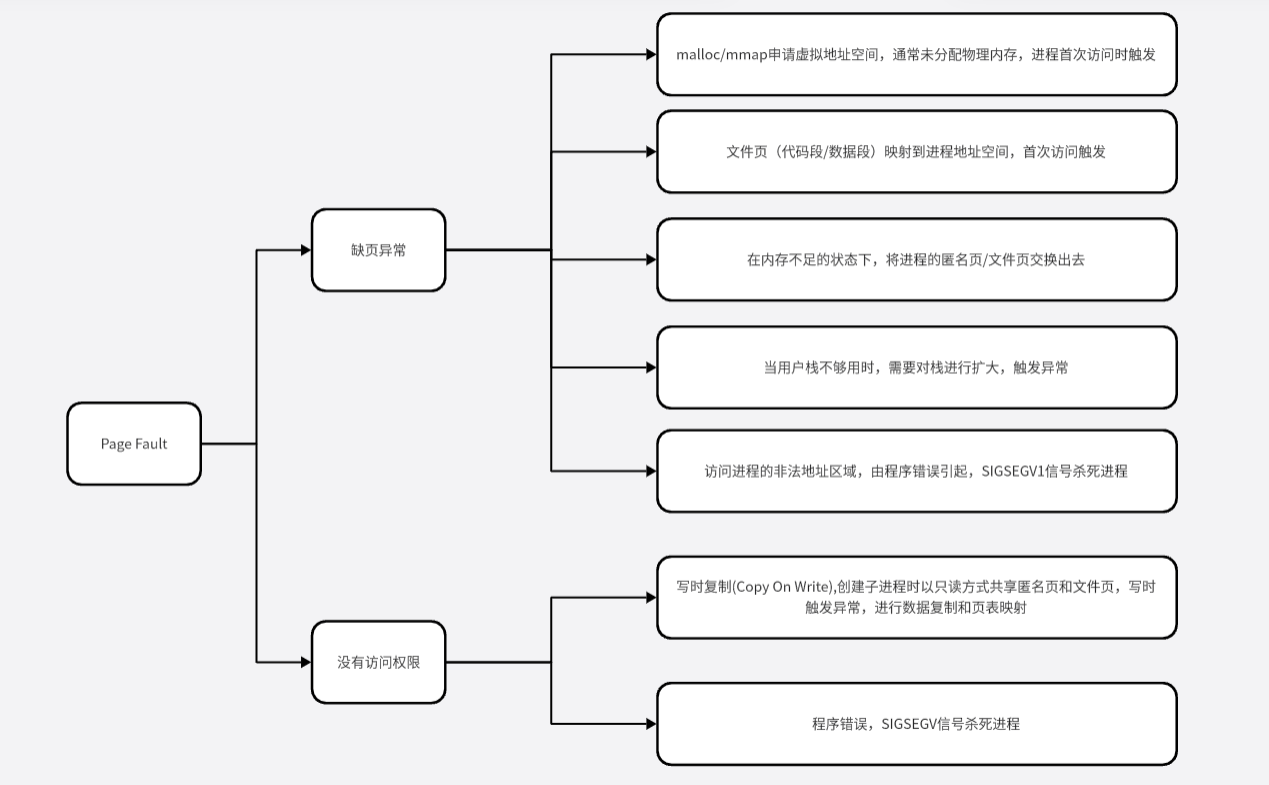 malloc/mmap申请虚拟地址空间，通常未分配物理内存，进程首次访问时触发
文件页（代码段/数据段）映射到进程地址空间，首次访问触发
缺页异常
在内存不足的状态下，将进程的匿名页/文件页交换出去
当用户栈不够用时，需要对栈进行扩大，触发异常
Page Fault
访问进程的非法地址区域，由程序错误引起，SIGSEGV1信号杀死进程
写时复制(Copy On Write),创建子进程时以只读方式共享匿名页和文件页，写时
触发异常，进行数据复制和页表映射
没有访问权限
程序错误，SIGSEGV信号杀死进程